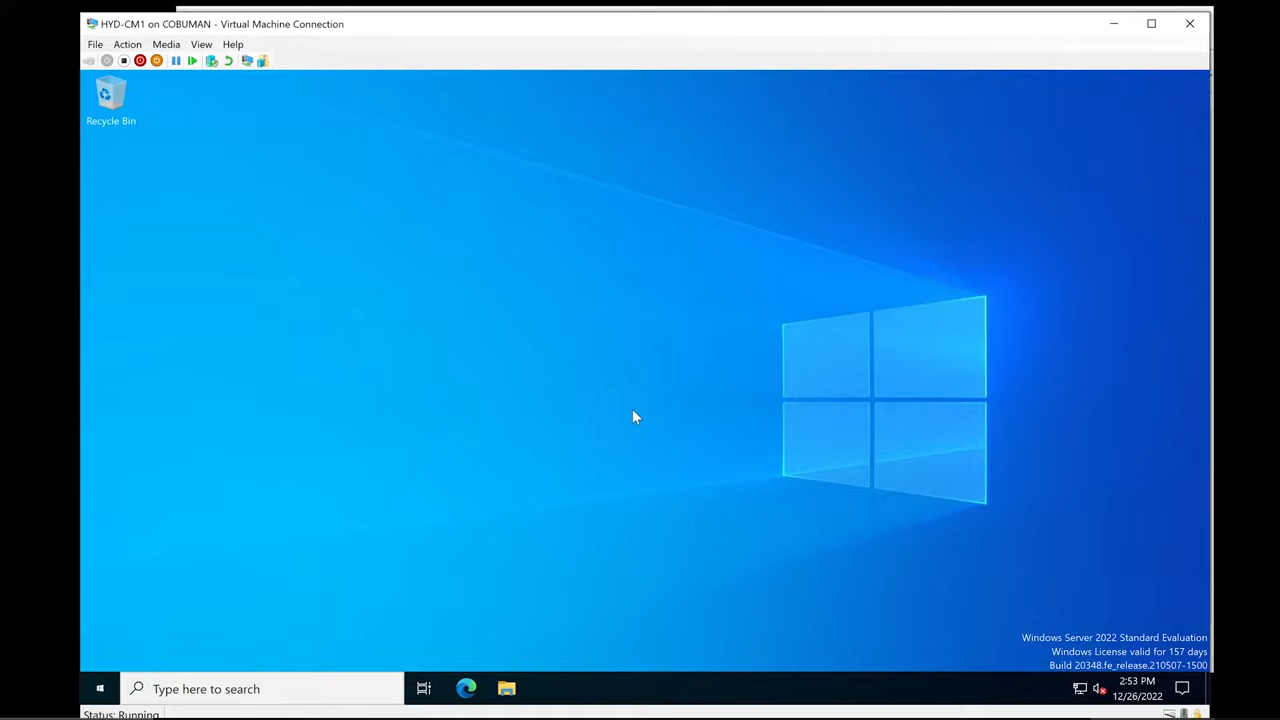 HYD-CM1 on COBUMAN - Virtual Machine Connection
File Action Media View Help
Recycle Bin
Windows Server 2022 Standard Evaluation
Windows License valid for 157 days
Build 20348.fe_release.210507-1500
Type here to search
2:53 PM
12/26/2022
Status: Running